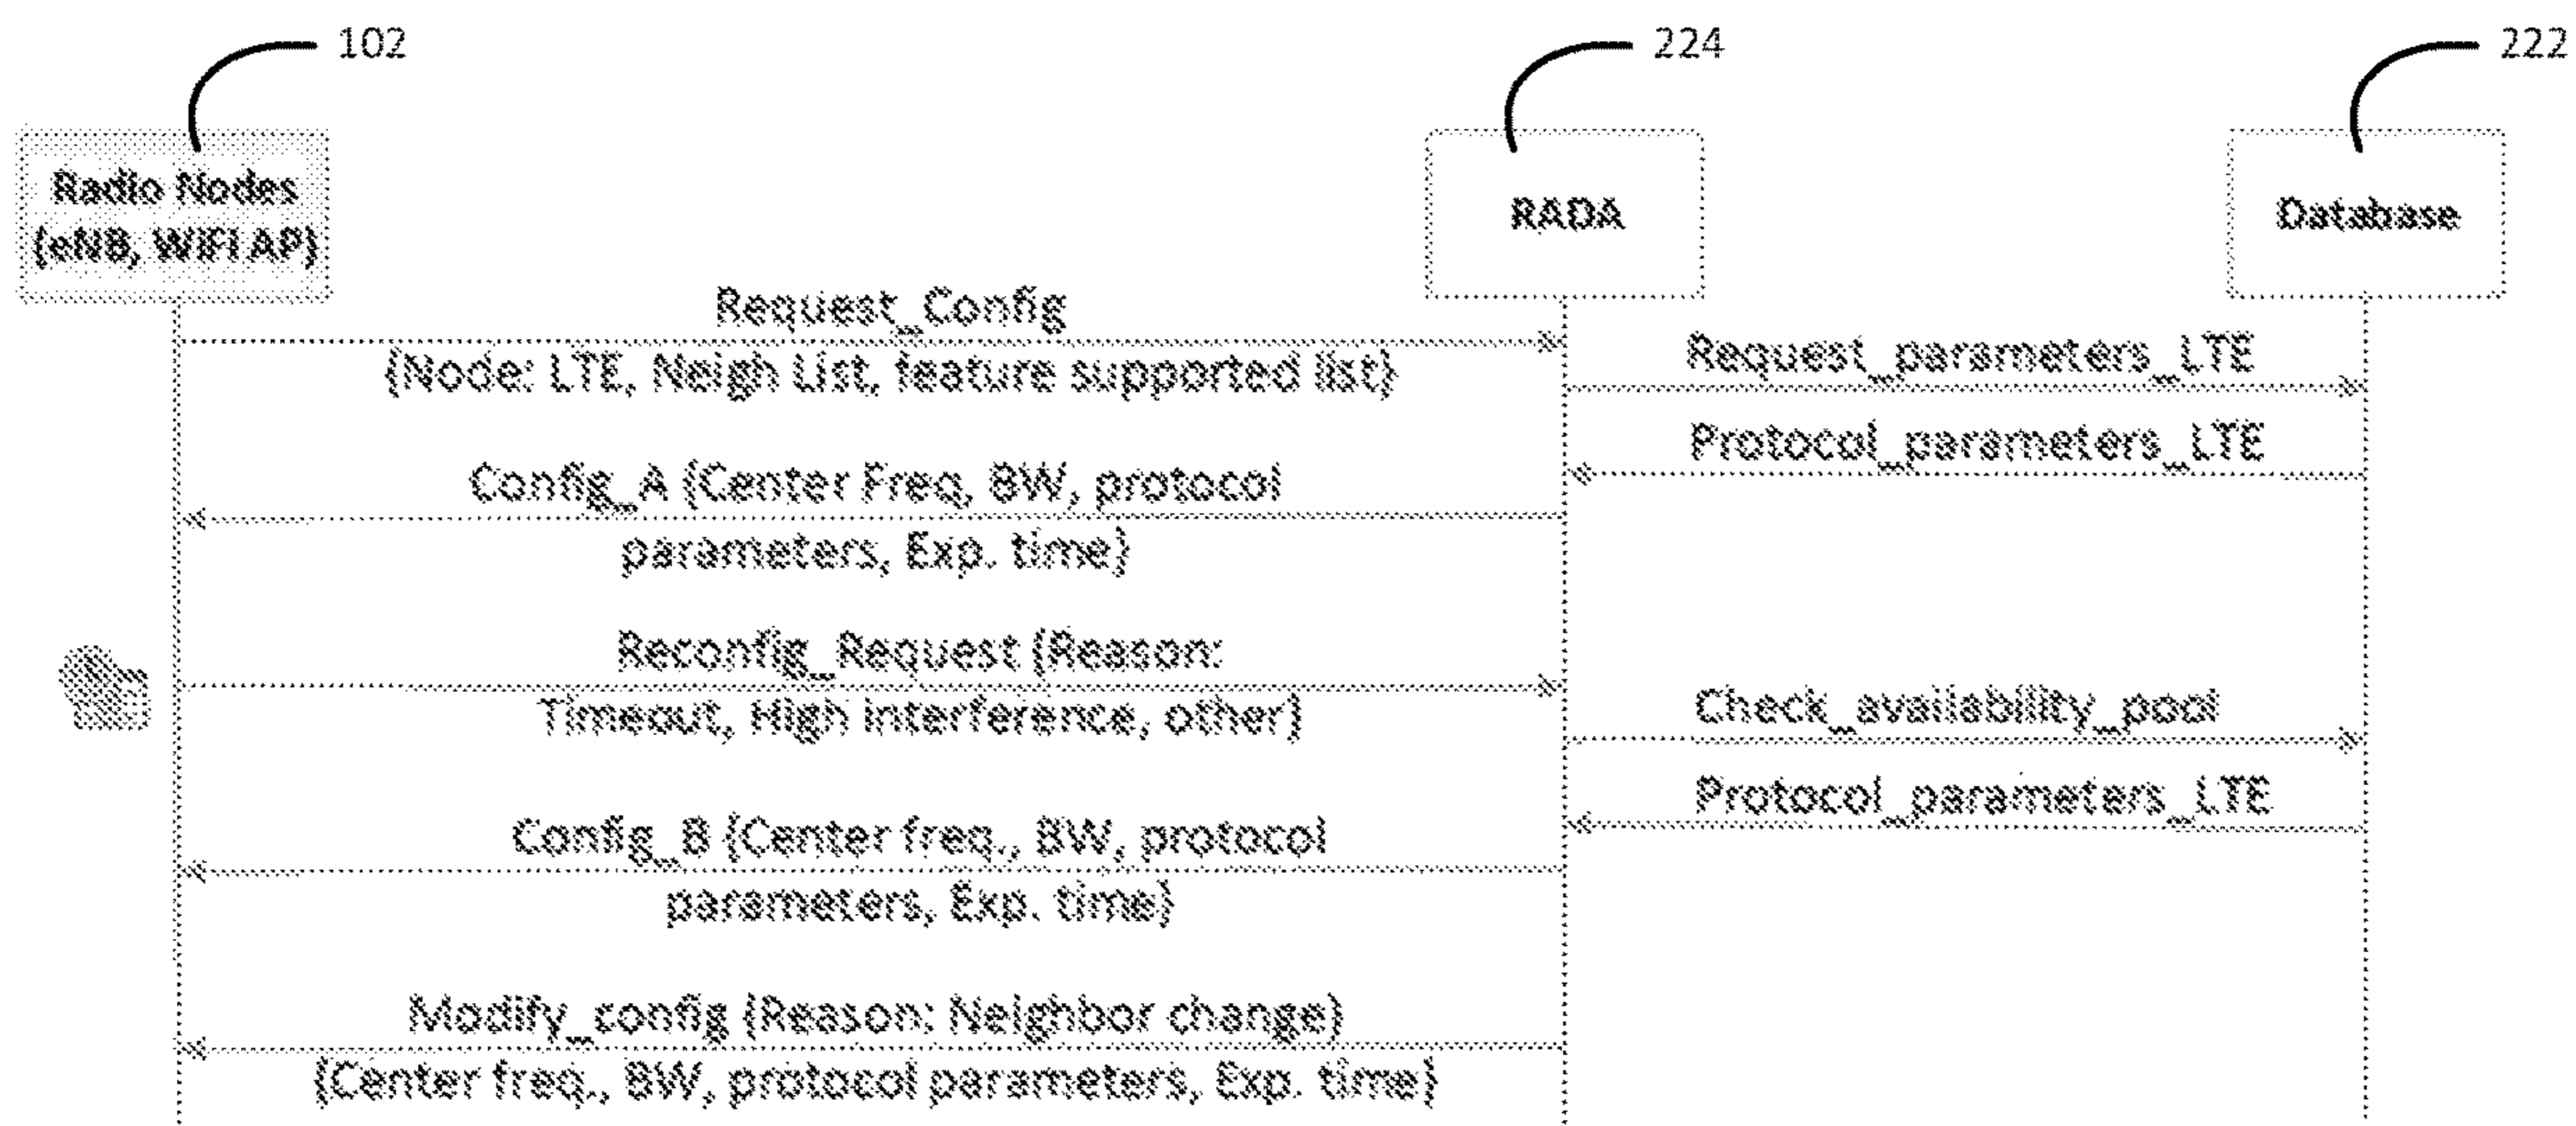 102
224
222
Radio Nodes
(eNB, WIFI AP)
RADA
Database
Request_Config
{Node: LTE, Neigh List, feature supported list}
Request_parameters_LTE
Protocol_parameters_LTE
Config_A {Center Freq, BW, protocol
parameters, Exp. time}
Reconfig_Request {Reason:
Timeout, High interference, other}
Check_availability_pool
Protocol_parameters_LTE
Config_B {Center freq., BW, protocol
parameters, Exp. time}
Modify_config (Reason: Neighbor change)
{Center freq., BW, protocol parameters, Exp. time}